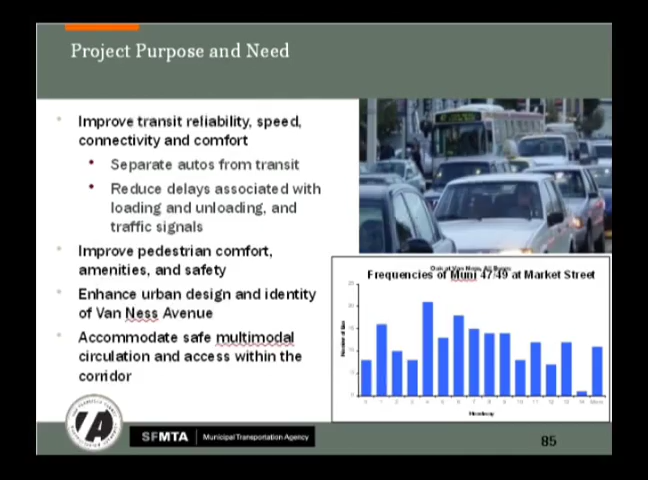 Project Purpose and Need
Improve transit reliability, speed,
connectivity and comfort
Separate autos from transit
Reduce delays associated with
loading and unloading, and
traffic signals
Improve pedestrian comfort,
amenities, and safety
Enhance urban design and identity
of Van Ness Avenue
Accommodate safe multimodal
circulation and access within the
corridor
Frequencies of Muni 47/49 at Market Street
Headway
SFMTA Municipal Transportation Agency
85